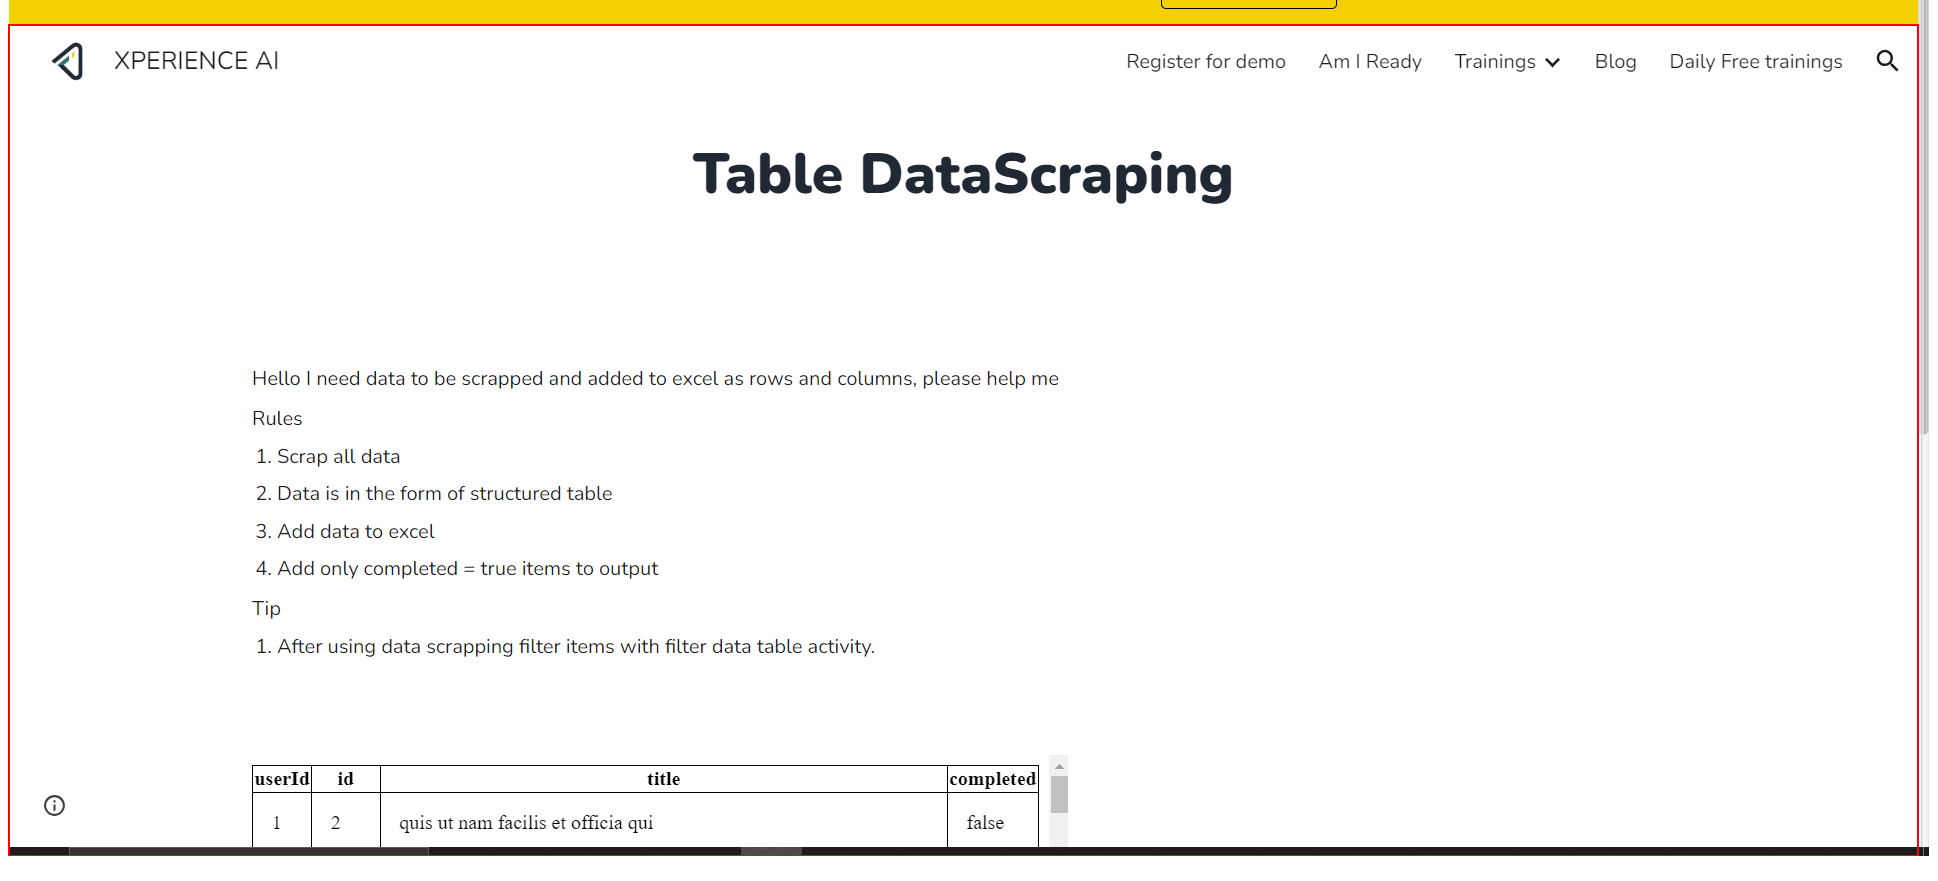 XPERIENCE AI
Register for demo Am I Ready Trainings Blog Daily Free trainings
Table DataScraping
Hello I need data to be scrapped and added to excel as rows and columns, please help me
Rules
1. Scrap all data
2. Data is in the form of structured table
3. Add data to excel
4. Add only completed = true items to output
Tip
1. After using data scrapping filter items with filter data table activity.
userId id title completed
1 2 quis ut nam facilis et officia qui false